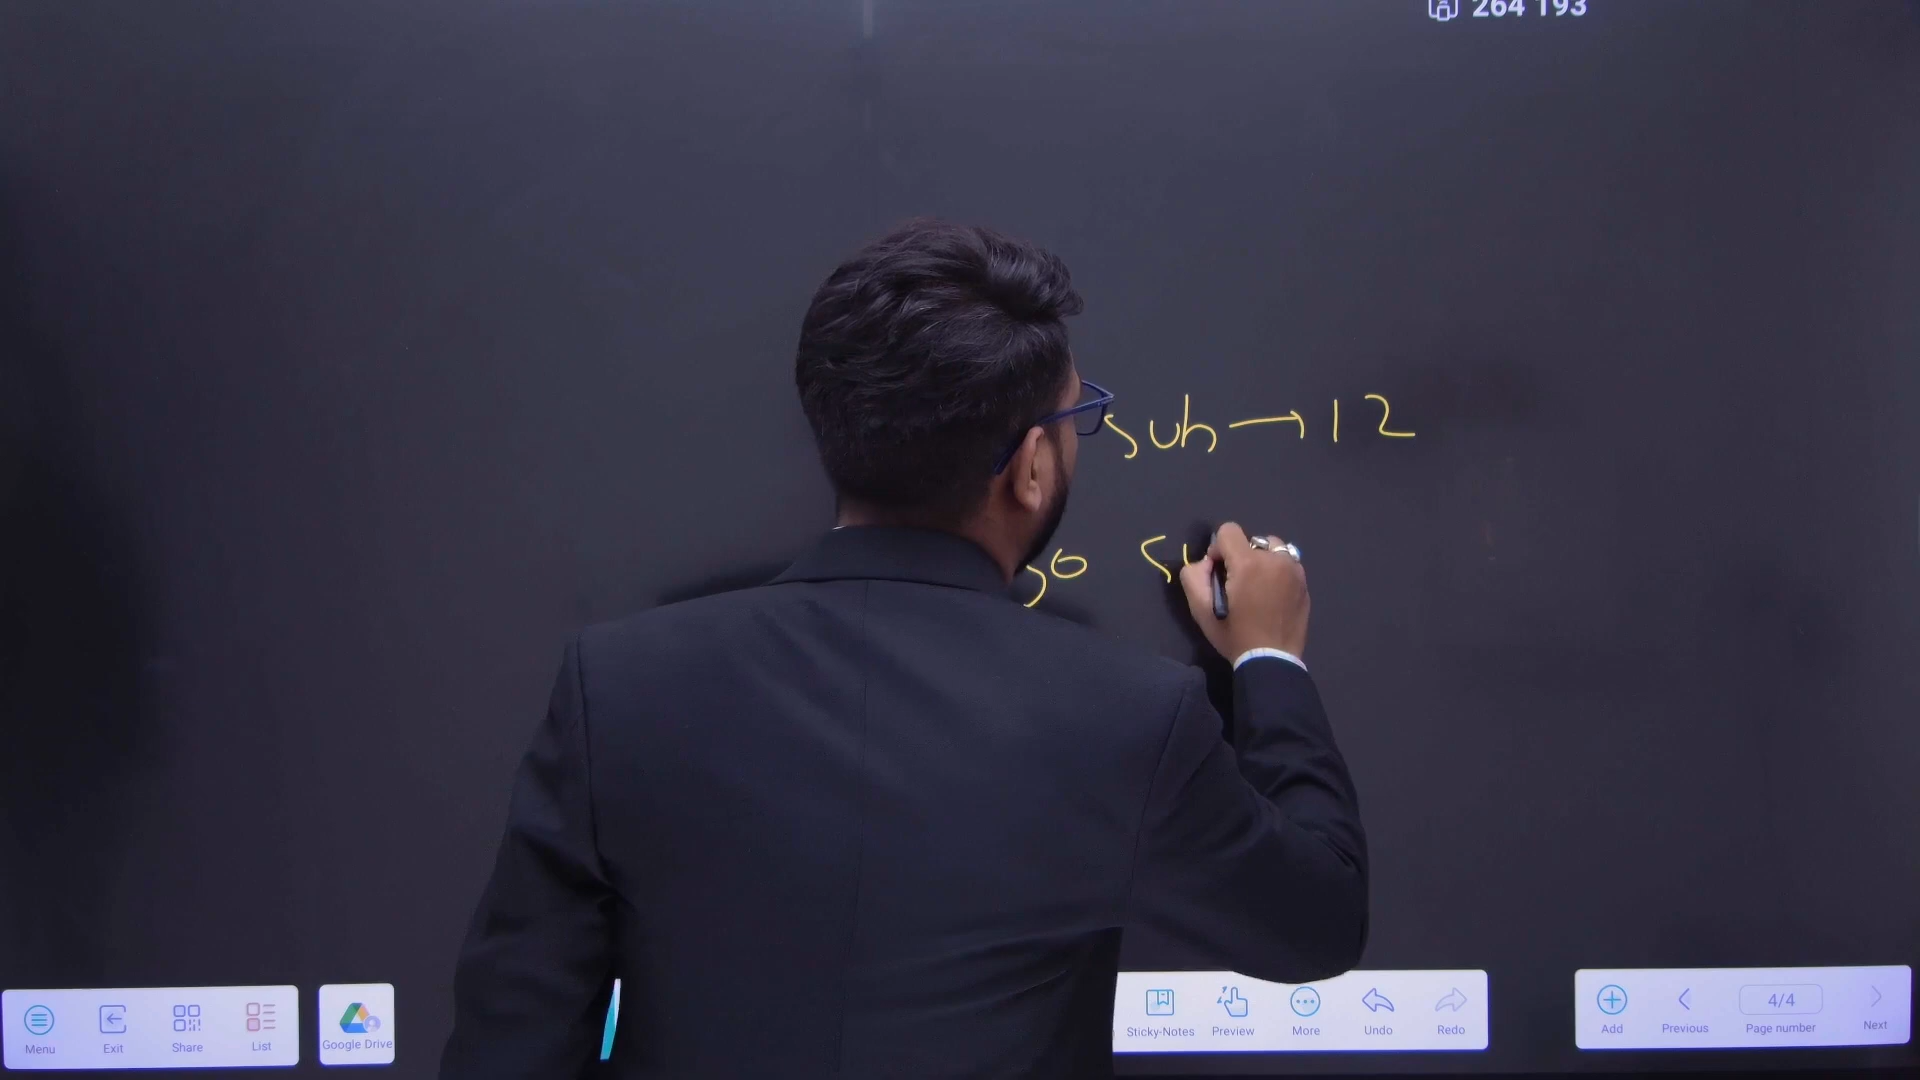 264 193
sub → 12
Menu Exit Share List Google Drive Sticky-Notes Preview More Undo Redo Add Previous 4/4 Page number Next